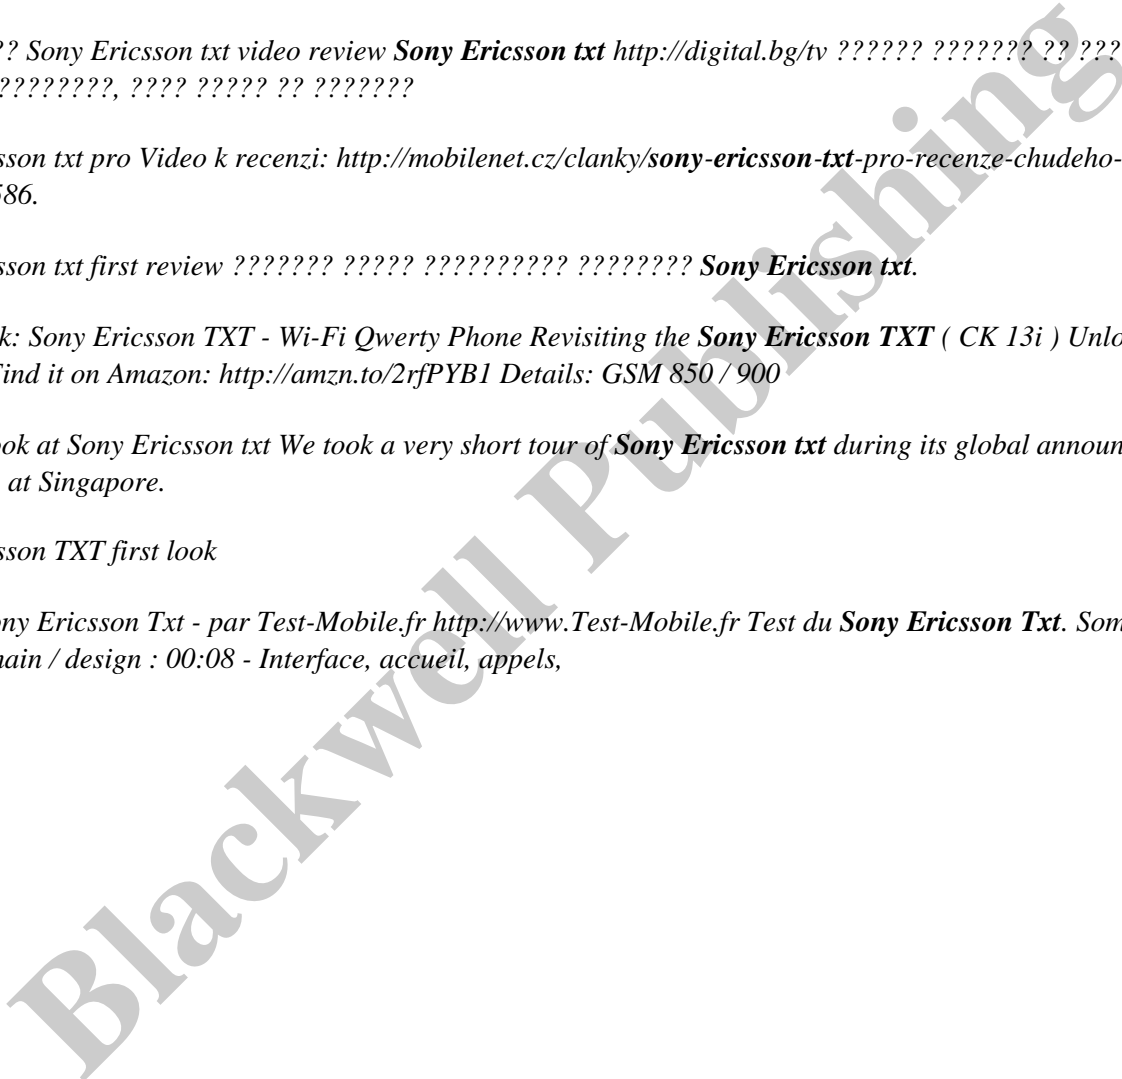 ?? Sony Ericsson txt video review Sony Ericsson txt http://digital.bg/tv ?????? ??????? ?? ???
????????, ???? ????? ?? ???????
sson txt pro Video k recenzi: http://mobilenet.cz/clanky/sony-ericsson-txt-pro-recenze-chudeho-
586.
sson txt first review ??????? ????? ?????????? ???????? Sony Ericsson txt.
k: Sony Ericsson TXT - Wi-Fi Qwerty Phone Revisiting the Sony Ericsson TXT ( CK 13i ) Unlo
Find it on Amazon: http://amzn.to/2rfPYB1 Details: GSM 850 / 900
ook at Sony Ericsson txt We took a very short tour of Sony Ericsson txt during its global announ
at Singapore.
sson TXT first look
ony Ericsson Txt - par Test-Mobile.fr http://www.Test-Mobile.fr Test du Sony Ericsson Txt. Som
nain / design : 00:08 - Interface, accueil, appels,
Blackwell Publishing